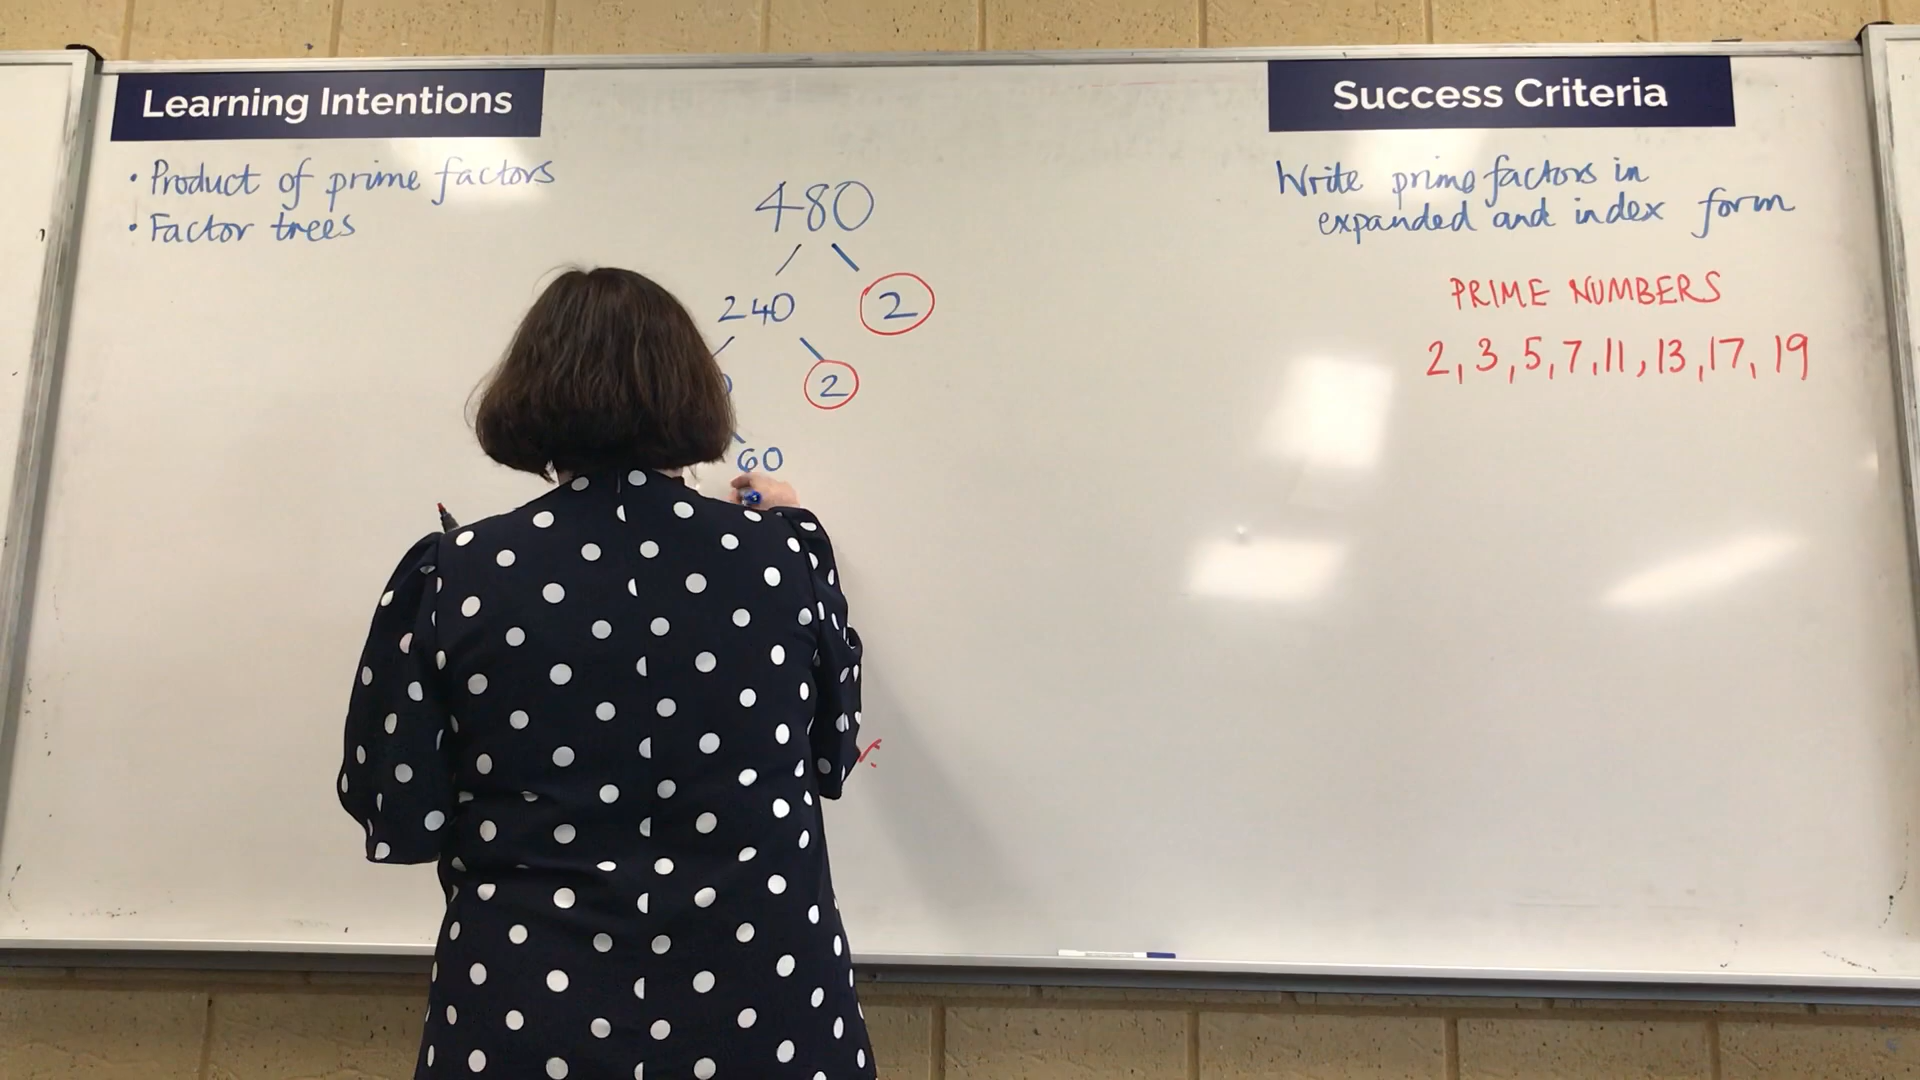 Learning Intentions
• Product of prime factors
• Factor trees
480
240 2
2
60
Success Criteria
Write prime factors in
expanded and index form
PRIME NUMBERS
2, 3, 5, 7, 11, 13, 17, 19